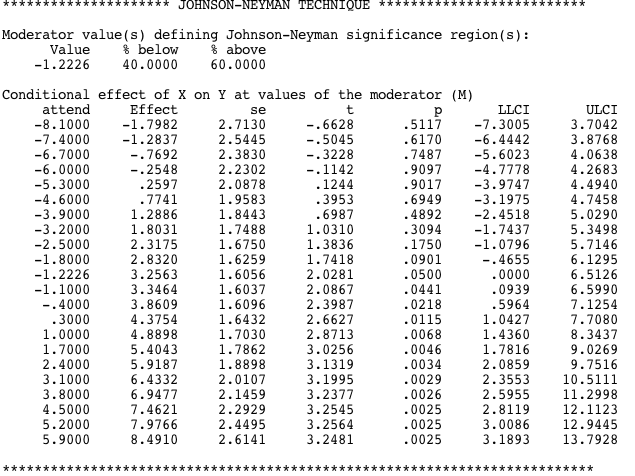 ********************* JOHNSON-NEYMAN TECHNIQUE **************************
Moderator value(s) defining Johnson-Neyman significance region(s):
Value % below % above
-1.2226 40.0000 60.0000
Conditional effect of X on Y at values of the moderator (M)
attend Effect se t p LLCI ULCI
-8.1000 -1.7982 2.7130 -.6628 .5117 -7.3005 3.7042
-7.4000 -1.2837 2.5445 -.5045 .6170 -6.4442 3.8768
-6.7000 -.7692 2.3830 -.3228 .7487 -5.6023 4.0638
-6.0000 -.2548 2.2302 -.1142 .9097 -4.7778 4.2683
-5.3000 .2597 2.0878 .1244 .9017 -3.9747 4.4940
-4.6000 .7741 1.9583 .3953 .6949 -3.1975 4.7458
-3.9000 1.2886 1.8443 .6987 .4892 -2.4518 5.0290
-3.2000 1.8031 1.7488 1.0310 .3094 -1.7437 5.3498
-2.5000 2.3175 1.6750 1.3836 .1750 -1.0796 5.7146
-1.8000 2.8320 1.6259 1.7418 .0901 -.4655 6.1295
-1.2226 3.2563 1.6056 2.0281 .0500 .0000 6.5126
-1.1000 3.3464 1.6037 2.0867 .0441 .0939 6.5990
-.4000 3.8609 1.6096 2.3987 .0218 .5964 7.1254
.3000 4.3754 1.6432 2.6627 .0115 1.0427 7.7080
1.0000 4.8898 1.7030 2.8713 .0068 1.4360 8.3437
1.7000 5.4043 1.7862 3.0256 .0046 1.7816 9.0269
2.4000 5.9187 1.8898 3.1319 .0034 2.0859 9.7516
3.1000 6.4332 2.0107 3.1995 .0029 2.3553 10.5111
3.8000 6.9477 2.1459 3.2377 .0026 2.5955 11.2998
4.5000 7.4621 2.2929 3.2545 .0025 2.8119 12.1123
5.2000 7.9766 2.4495 3.2564 .0025 3.0086 12.9445
5.9000 8.4910 2.6141 3.2481 .0025 3.1893 13.7928
**************************************************************************